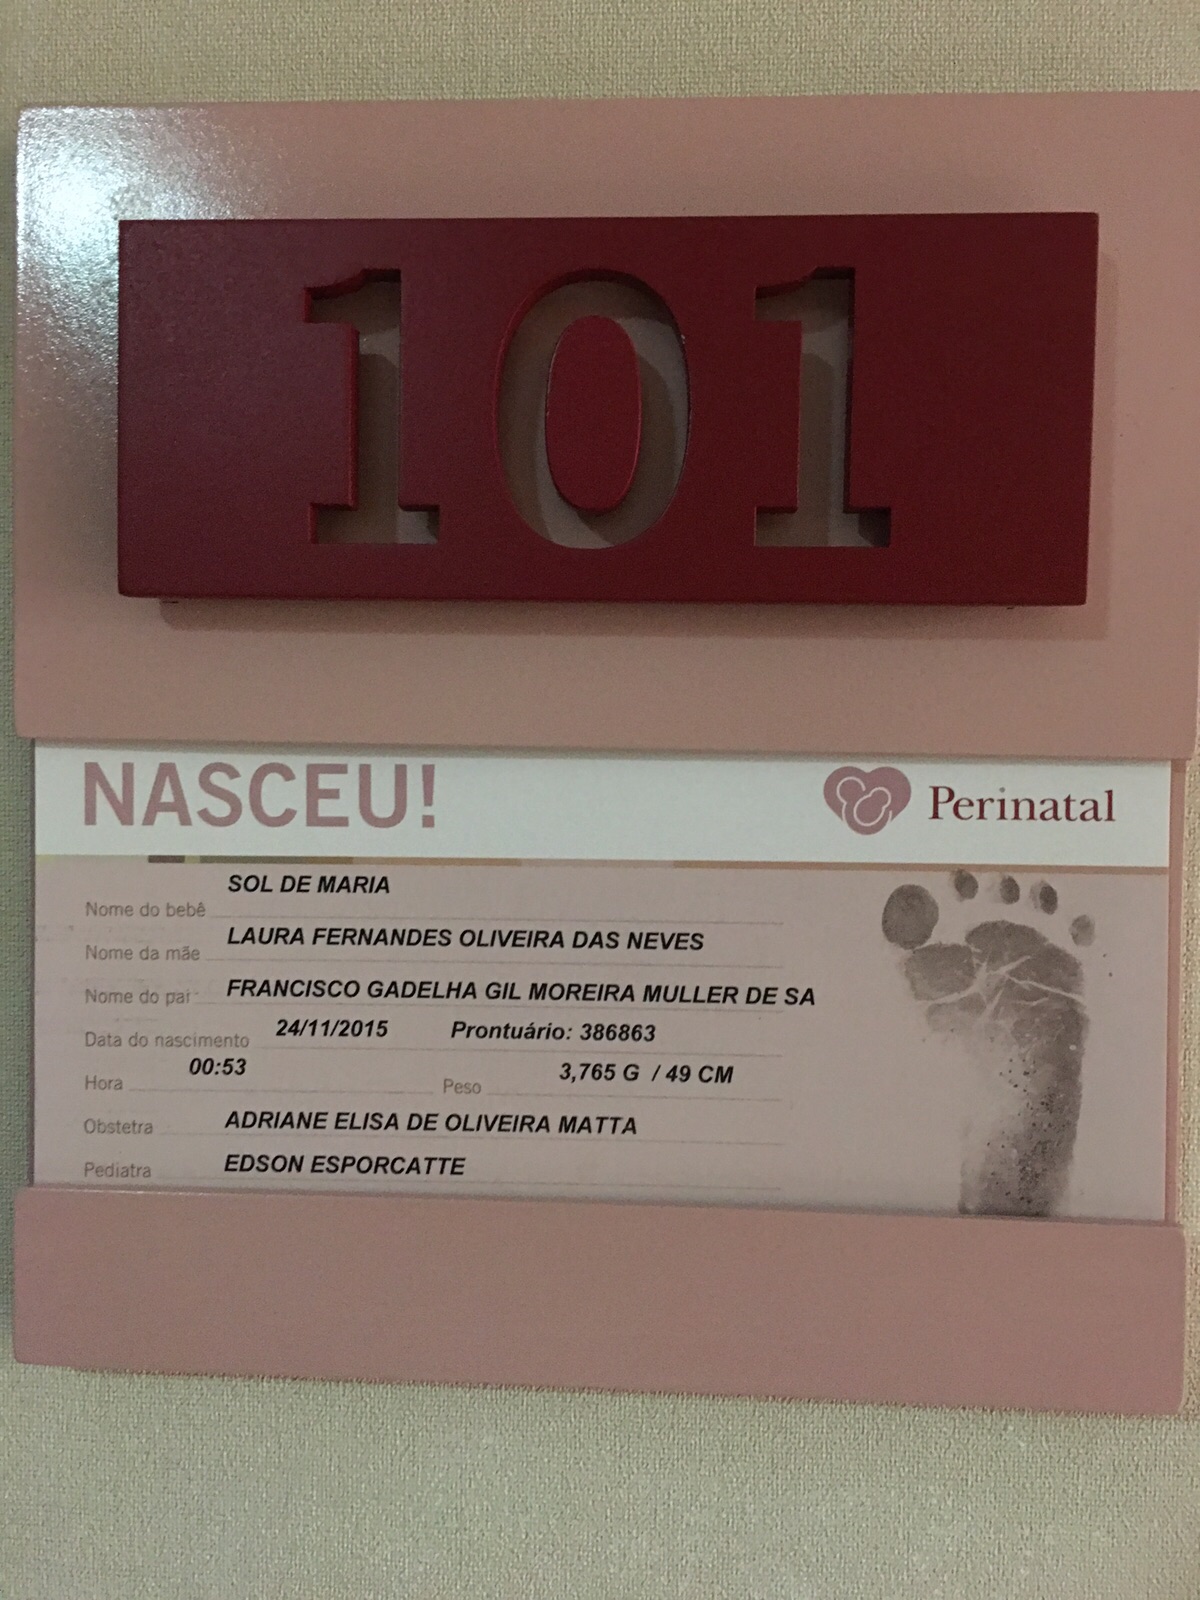 101
NASCEU!
Perinatal
Nome do bebê SOL DE MARIA
Nome da mãe LAURA FERNANDES OLIVEIRA DAS NEVES
Nome do pai FRANCISCO GADELHA GIL MOREIRA MULLER DE SA
Data do nascimento 24/11/2015 Prontuário: 386863
Hora 00:53 Peso 3,765 G / 49 CM
Obstetra ADRIANE ELISA DE OLIVEIRA MATTA
Pediatra EDSON ESPORCATTE